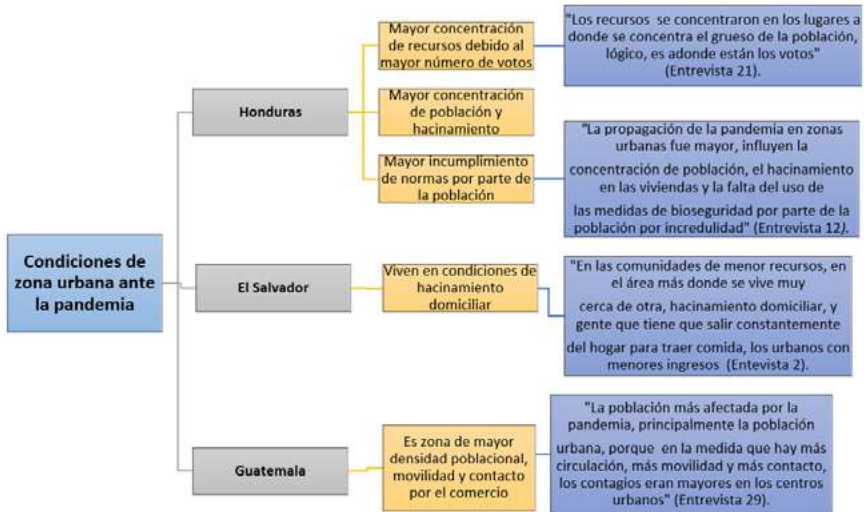 Condiciones de
zona urbana ante
la pandemia
Honduras
Mayor concentración
de recursos debido al
mayor número de votos
"Los recursos se concentraron en los lugares a
donde se concentra el grueso de la población,
lógico, es adonde están los votos"
(Entrevista 21).
Mayor concentración
de población y
hacinamiento
Mayor incumplimiento
de normas por parte de
la población
"La propagación de la pandemia en zonas
urbanas fue mayor, influyen la
concentración de población, el hacinamiento
en las viviendas y la falta del uso de
las medidas de bioseguridad por parte de la
población por incredulidad" (Entrevista 12).
El Salvador
Viven en condiciones de
hacinamiento
domiciliar
"En las comunidades de menor recursos, en
el área más donde se vive muy
cerca de otra, hacinamiento domiciliar, y
gente que tiene que salir constantemente
del hogar para traer comida, los urbanos con
menores ingresos (Entevista 2).
Guatemala
Es zona de mayor
densidad poblacional,
movilidad y contacto
por el comercio
"La población más afectada por la
pandemia, principalmente la población
urbana, porque en la medida que hay más
circulación, más movilidad y más contacto,
los contagios eran mayores en los centros
urbanos" (Entrevista 29).